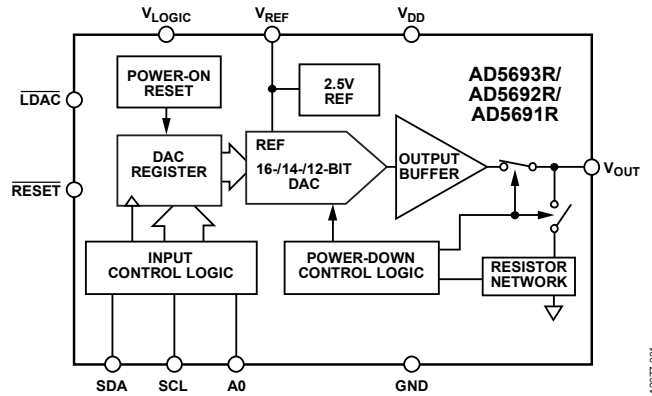 VLOGIC
VREF
VDD
POWER-ON
RESET
2.5V
REF
AD5693R/
AD5692R/
AD5691R
LDAC
DAC
REGISTER
REF
16-/14-/12-BIT
DAC
OUTPUT
BUFFER
VOUT
RESET
INPUT
CONTROL LOGIC
POWER-DOWN
CONTROL LOGIC
RESISTOR
NETWORK
SDA
SCL
A0
GND